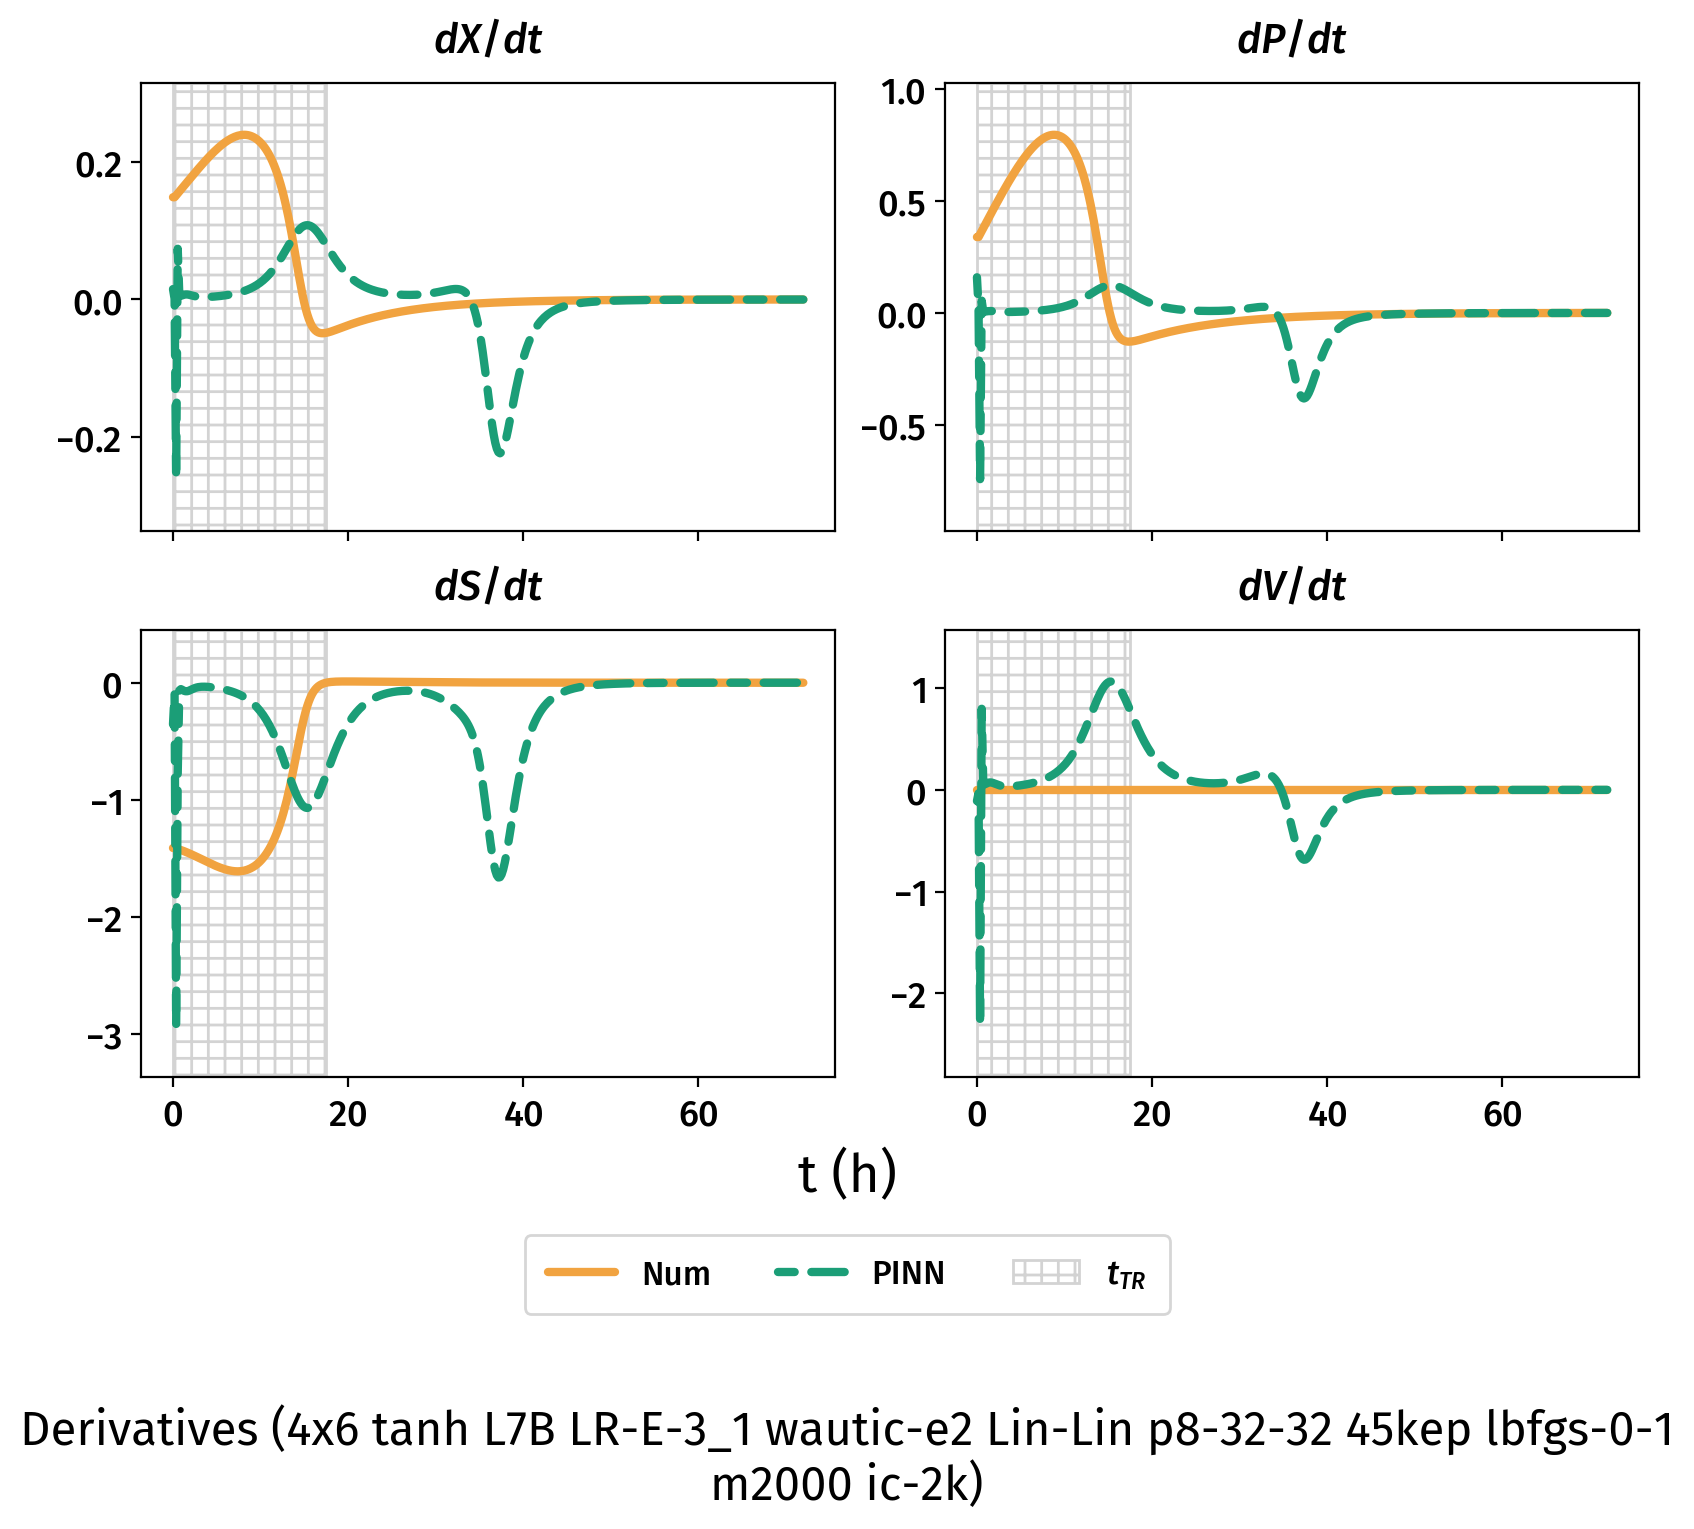 dX/dt
dP/dt
0.2
0.0
−0.2
1.0
0.5
0.0
−0.5
dS/dt
dV/dt
0
−1
−2
−3
1
0
−1
−2
0 20 40 60
0 20 40 60
t (h)
Num PINN tTR
Derivatives (4x6 tanh L7B LR-E-3_1 wautic-e2 Lin-Lin p8-32-32 45kep lbfgs-0-1
m2000 ic-2k)